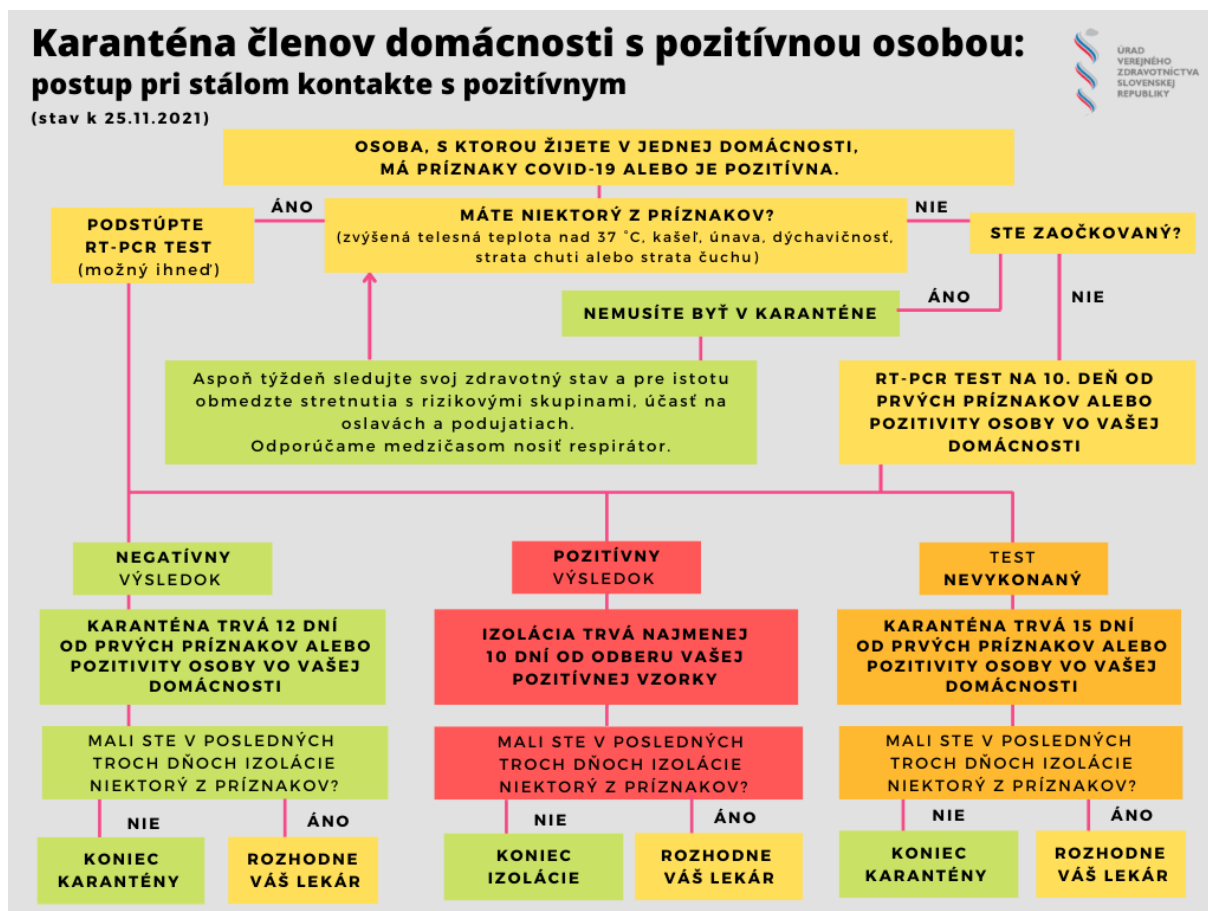 Karanténa členov domácnosti s pozitívnou osobou:
postup pri stálom kontakte s pozitívnym
(stav k 25.11.2021)
ÚRAD
VEREJNÉHO
ZDRAVOTNÍCTVA
SLOVENSKEJ
REPUBLIKY
OSOBA, S KTOROU ŽIJETE V JEDNEJ DOMÁCNOSTI,
MÁ PRÍZNAKY COVID-19 ALEBO JE POZITÍVNA.
ÁNO
NIE
PODSTÚPTE
RT-PCR TEST
(možný ihneď)
MÁTE NIEKTORÝ Z PRÍZNAKOV?
(zvýšená telesná teplota nad 37 °C, kašeľ, únava, dýchavičnosť,
strata chuti alebo strata čuchu)
STE ZAOČKOVANÝ?
ÁNO
NIE
NEMUSÍTE BYŤ V KARANTÉNE
Aspoň týždeň sledujte svoj zdravotný stav a pre istotu
obmedzte stretnutia s rizikovými skupinami, účasť na
oslavách a podujatiach.
Odporúčame medzičasom nosiť respirátor.
RT-PCR TEST NA 10. DEŇ OD
PRVÝCH PRÍZNAKOV ALEBO
POZITIVITY OSOBY VO VAŠEJ
DOMÁCNOSTI
NEGATÍVNY
VÝSLEDOK
KARANTÉNA TRVÁ 12 DNÍ
OD PRVÝCH PRÍZNAKOV ALEBO
POZITIVITY OSOBY VO VAŠEJ
DOMÁCNOSTI
MALI STE V POSLEDNÝCH
TROCH DŇOCH IZOLÁCIE
NIEKTORÝ Z PRÍZNAKOV?
NIE
ÁNO
KONIEC
KARANTÉNY
ROZHODNE
VÁŠ LEKÁR
POZITÍVNY
VÝSLEDOK
IZOLÁCIA TRVÁ NAJMENEJ
10 DNÍ OD ODBERU VAŠEJ
POZITÍVNEJ VZORKY
MALI STE V POSLEDNÝCH
TROCH DŇOCH IZOLÁCIE
NIEKTORÝ Z PRÍZNAKOV?
NIE
ÁNO
KONIEC
IZOLÁCIE
ROZHODNE
VÁŠ LEKÁR
TEST
NEVYKONANÝ
KARANTÉNA TRVÁ 15 DNÍ
OD PRVÝCH PRÍZNAKOV ALEBO
POZITIVITY OSOBY VO VAŠEJ
DOMÁCNOSTI
MALI STE V POSLEDNÝCH
TROCH DŇOCH IZOLÁCIE
NIEKTORÝ Z PRÍZNAKOV?
NIE
ÁNO
KONIEC
KARANTÉNY
ROZHODNE
VÁŠ LEKÁR